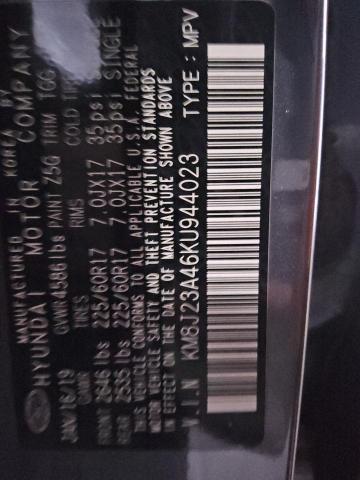 MANUFACTURED IN KOREA BY
HYUNDAI MOTOR COMPANY
JAN/16/19 GVWR 4586 lbs PAINT Z5G TRIM TGG
GAWR TIRES RIMS COLD
FRONT 2646 lbs 225/60R17 7.0JX17 35psi SINGLE
REAR 2535 lbs 225/60R17 7.0JX17 35psi SINGLE
THIS VEHICLE CONFORMS TO ALL APPLICABLE U.S.A. FEDERAL
MOTOR VEHICLE SAFETY AND THEFT PREVENTION STANDARDS
IN EFFECT ON THE DATE OF MANUFACTURE SHOWN ABOVE
V.I.N KM8J23A46KU944023 TYPE : MPV